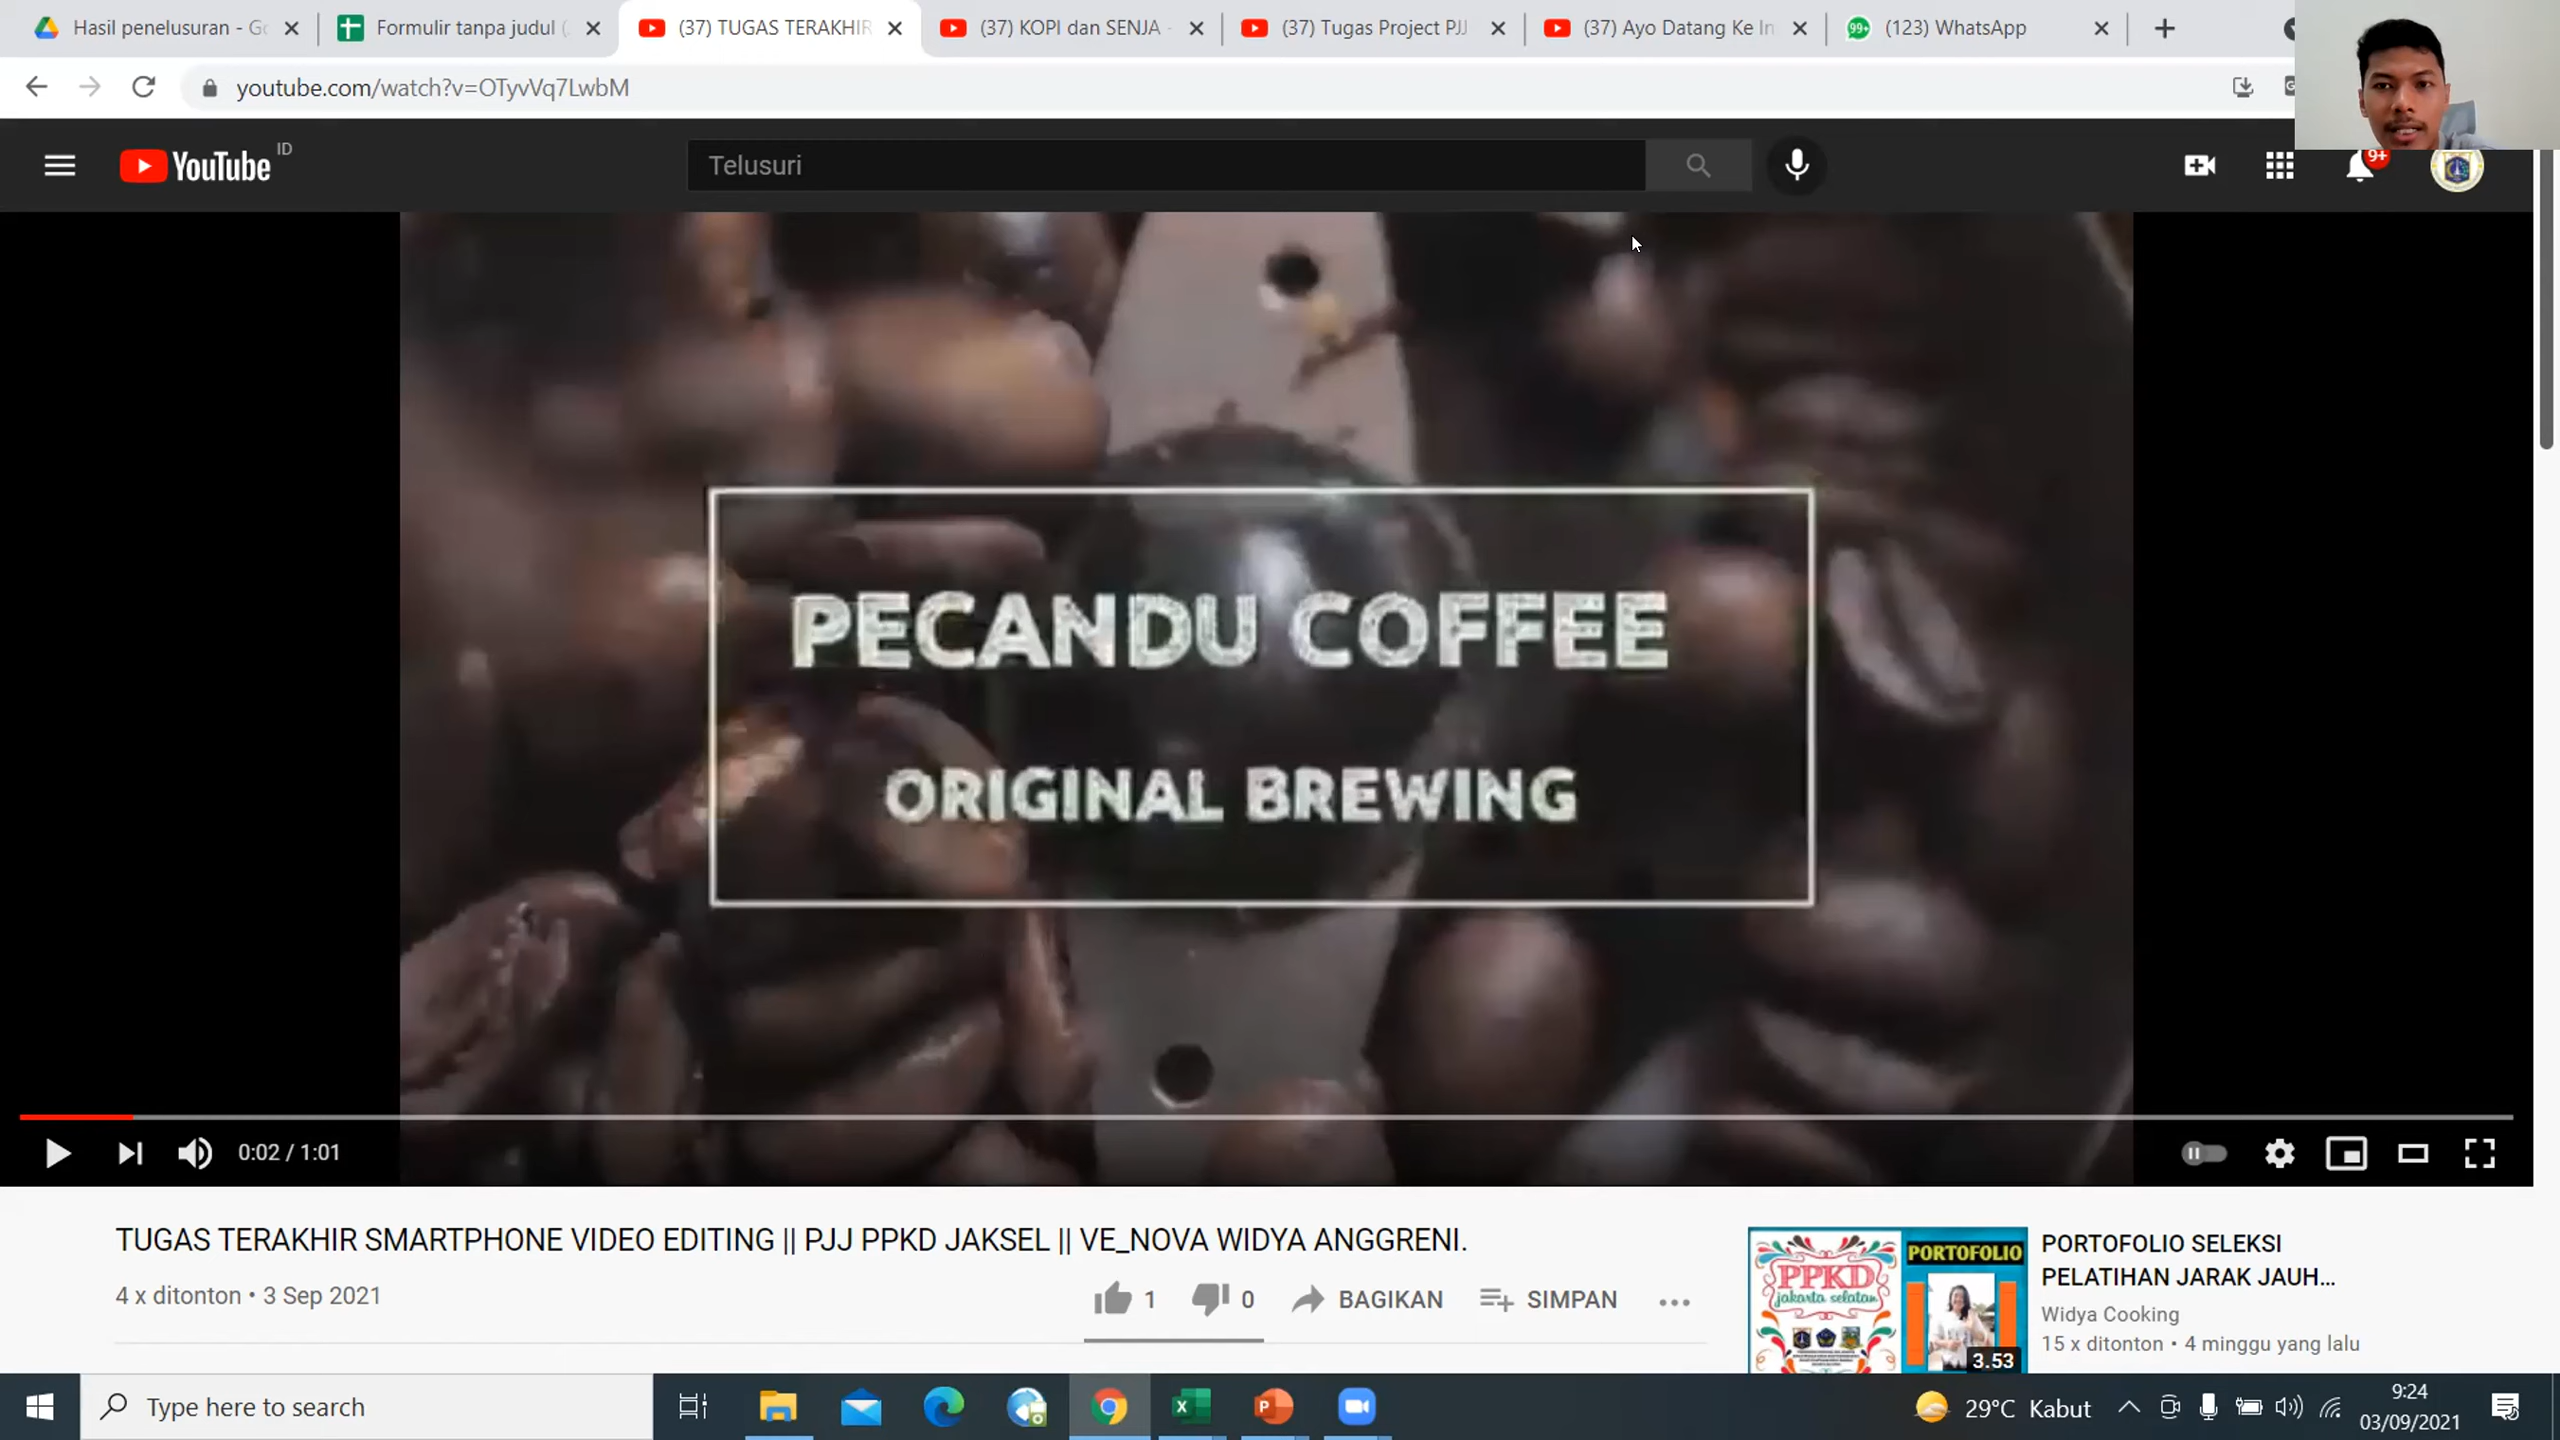 Hasil penelusuran - Go
Formulir tanpa judul (
(37) TUGAS TERAKHIR
(37) KOPI dan SENJA -
(37) Tugas Project PJJ
(37) Ayo Datang Ke In
99+
(123) WhatsApp
youtube.com/watch?v=OTyvVq7LwbM
YouTube ID
Telusuri
9+
PECANDU COFFEE
ORIGINAL BREWING
0:02 / 1:01
TUGAS TERAKHIR SMARTPHONE VIDEO EDITING || PJJ PPKD JAKSEL || VE_NOVA WIDYA ANGGRENI.
4 x ditonton • 3 Sep 2021
1
0
BAGIKAN
SIMPAN
PPKD
jakarta selatan
PORTOFOLIO
3.53
PORTOFOLIO SELEKSI
PELATIHAN JARAK JAUH...
Widya Cooking
15 x ditonton • 4 minggu yang lalu
Type here to search
29°C Kabut
9:24
03/09/2021